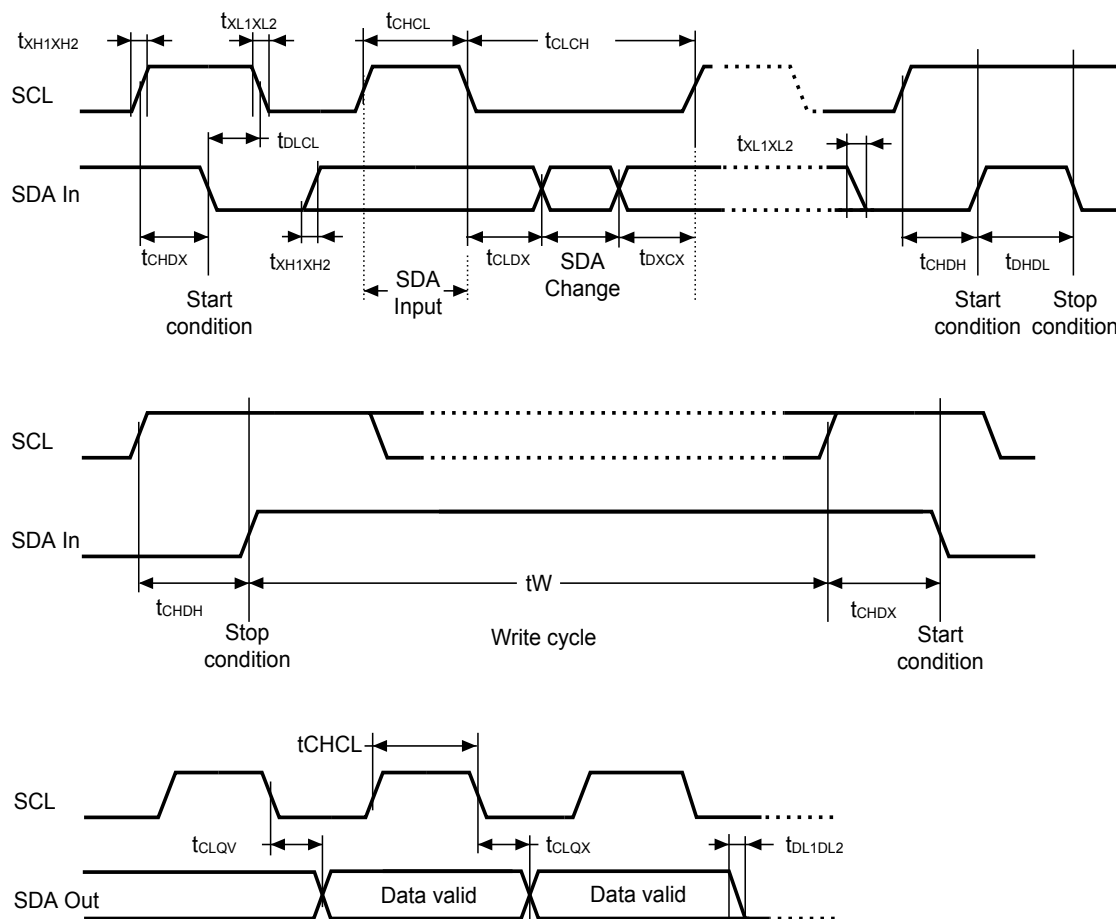 tXH1XH2
tXL1XL2
tCHCL
tCLCH
SCL
tDLCL
tXL1XL2
SDA In
tCHDX
tXH1XH2
tCLDX
SDA
Change
tDXCX
tCHDH
tDHDL
Start
condition
SDA
Input
Start
condition
Stop
condition
SCL
SDA In
tCHDH
tW
tCHDX
Stop
condition
Write cycle
Start
condition
tCHCL
SCL
tCLQV
tCLQX
tDL1DL2
SDA Out
Data valid
Data valid